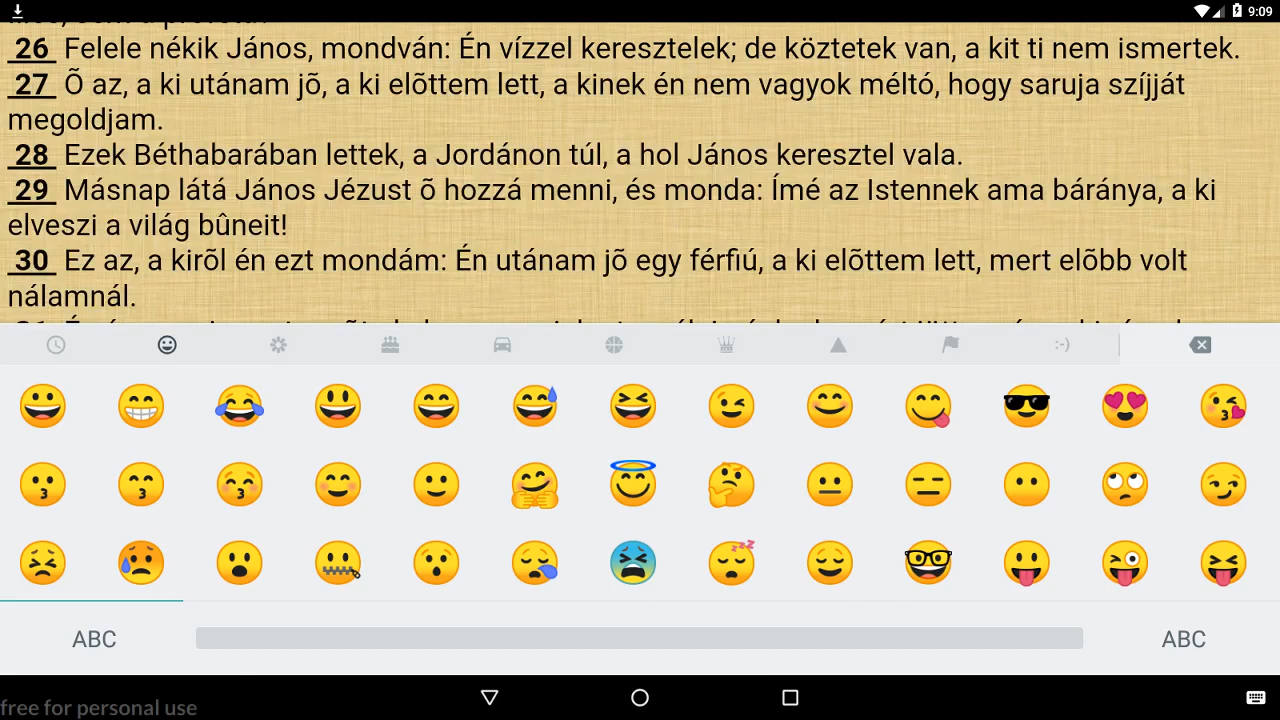 9:09
26 Felele nékik János, mondván: Én vízzel keresztelek; de köztetek van, a kit ti nem ismertek.
27 Õ az, a ki utánam jõ, a ki elõttem lett, a kinek én nem vagyok méltó, hogy saruja szíjját
megoldjam.
28 Ezek Béthabarában lettek, a Jordánon túl, a hol János keresztel vala.
29 Másnap látá János Jézust õ hozzá menni, és monda: Ímé az Istennek ama báránya, a ki
elveszi a világ bûneit!
30 Ez az, a kirõl én ezt mondám: Én utánam jõ egy férfiú, a ki elõttem lett, mert elõbb volt
nálamnál.
:-)
ABC ABC
free for personal use